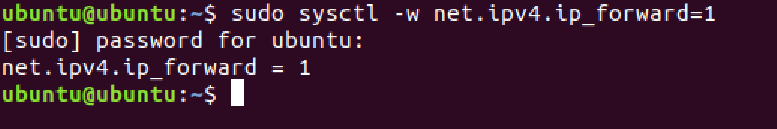 ubuntu@ubuntu:~$ sudo sysctl -w net.ipv4.ip_forward=1
[sudo] password for ubuntu:
net.ipv4.ip_forward = 1
ubuntu@ubuntu:~$